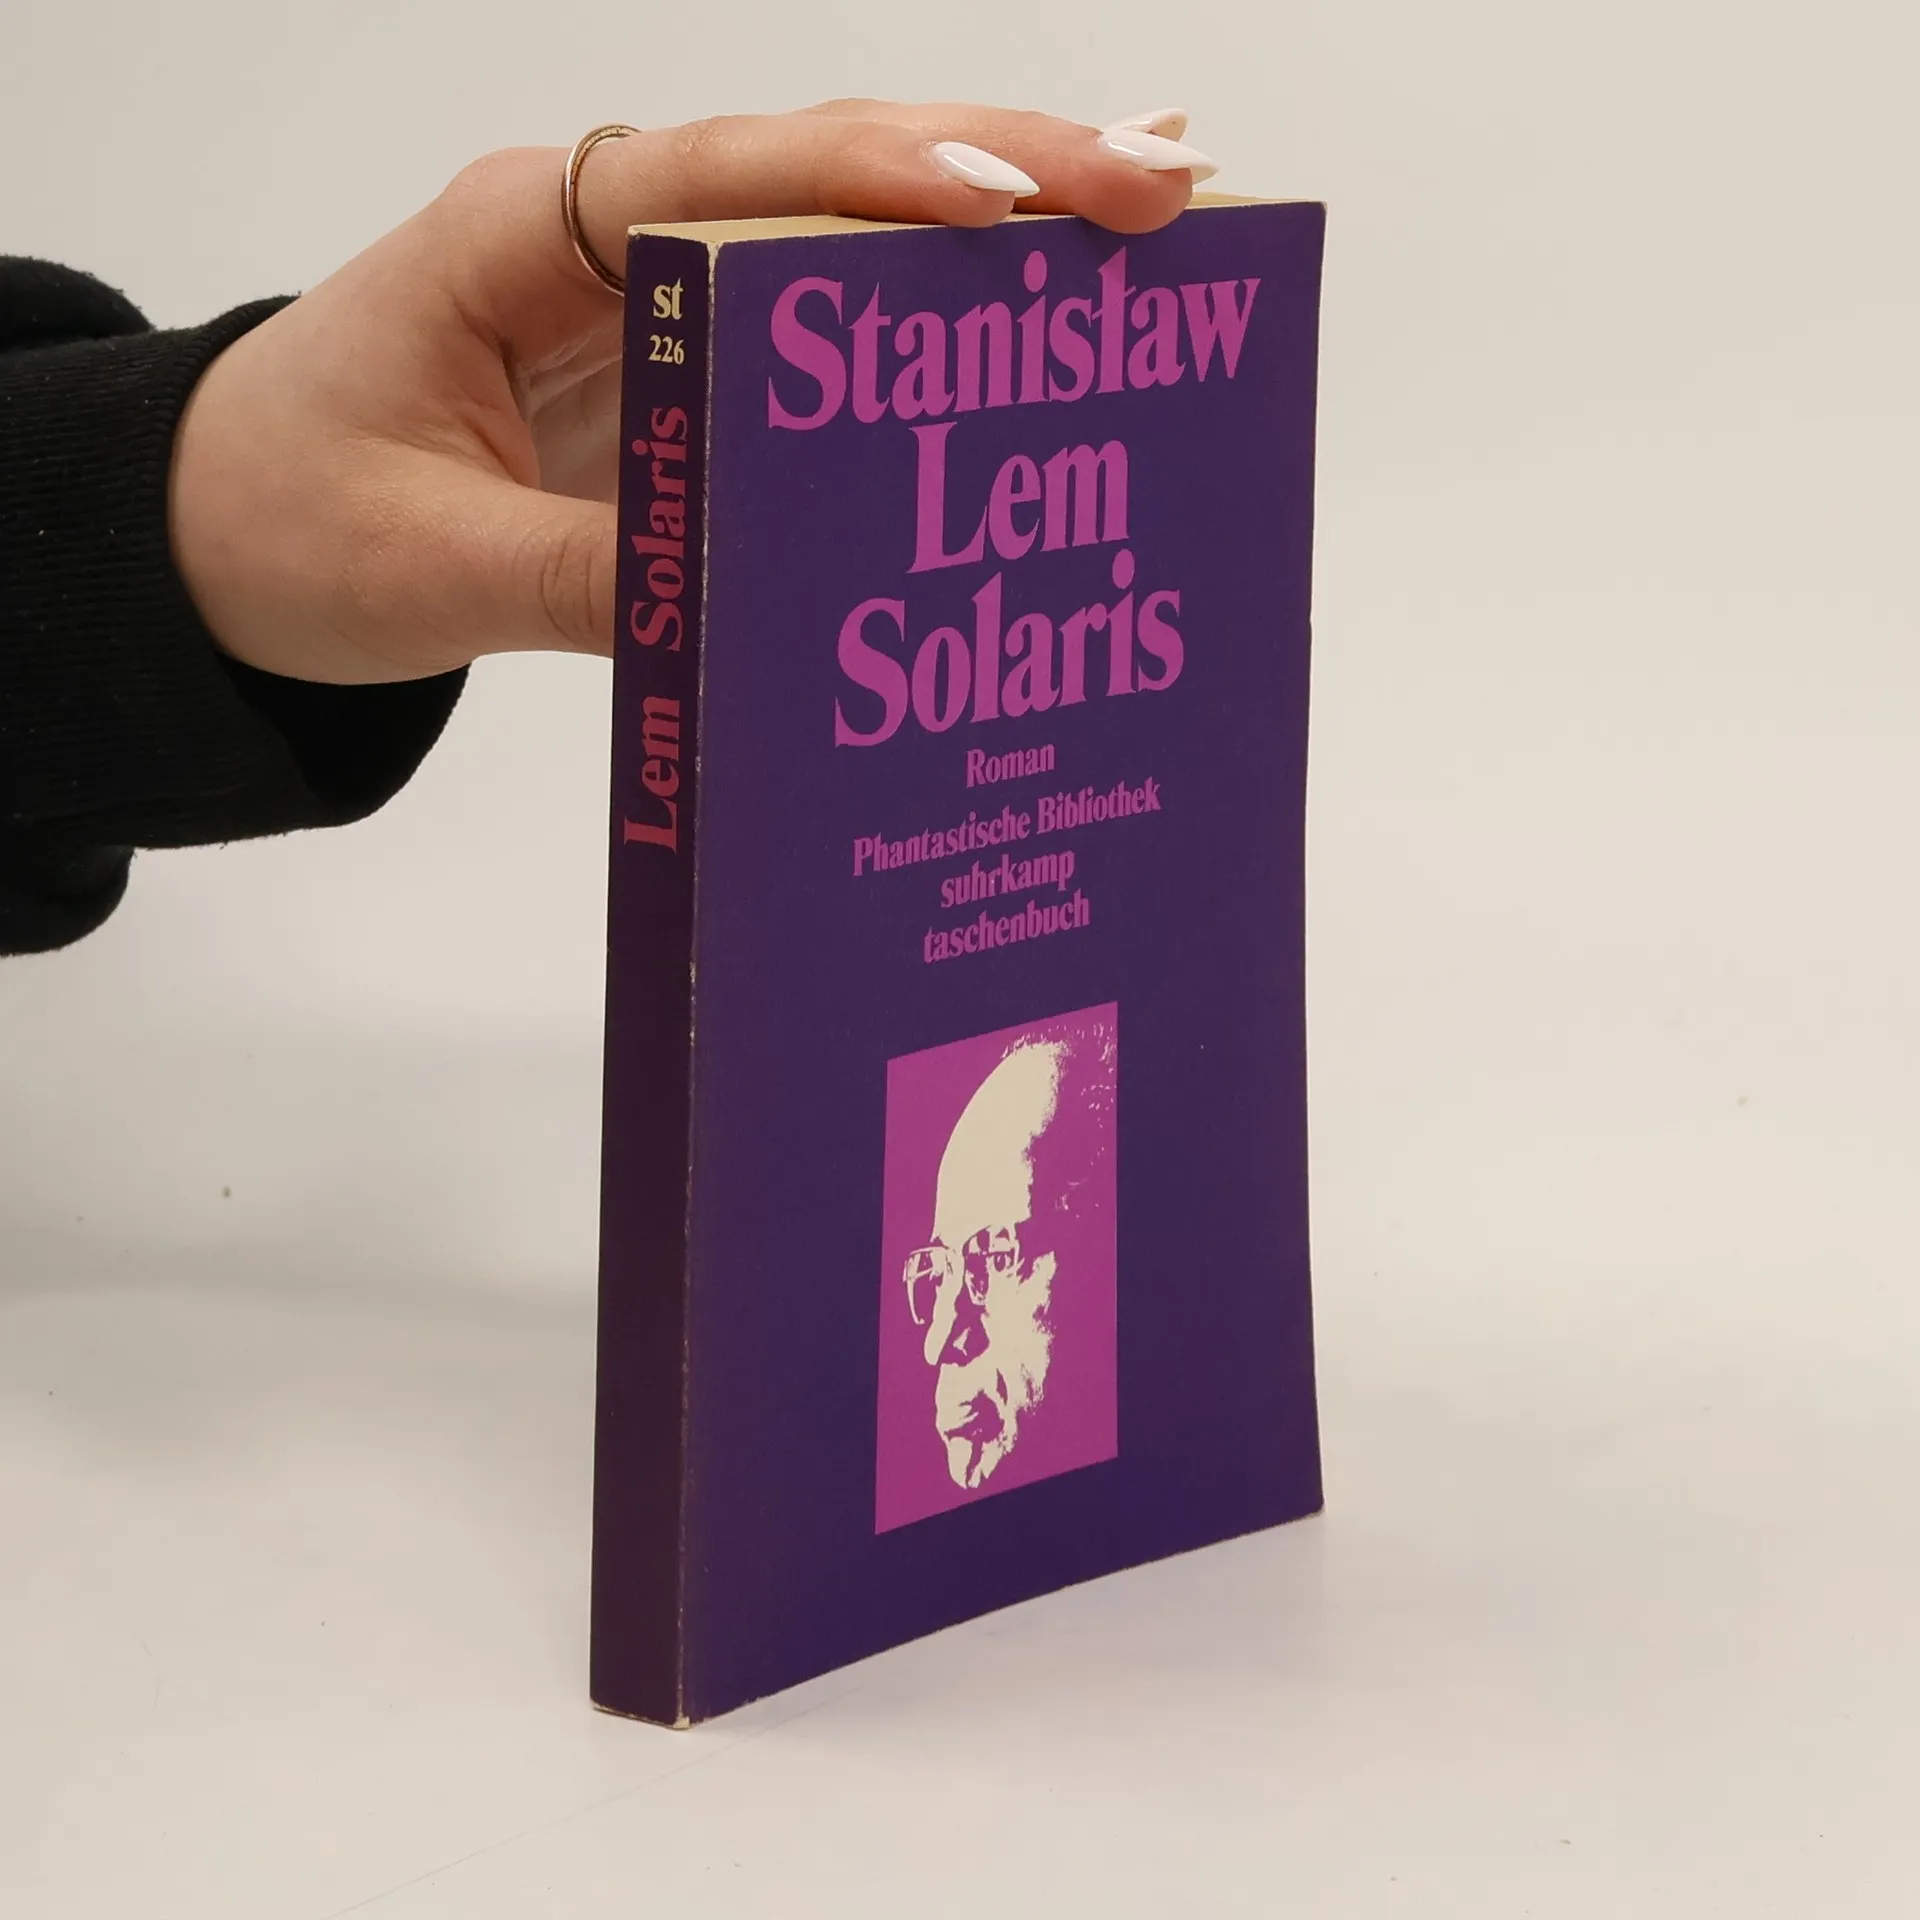 st
226
Lem Solaris
Stanisław
Lem
Solaris
Roman
Phantastische Bibliothek
suhrkamp
taschenbuch